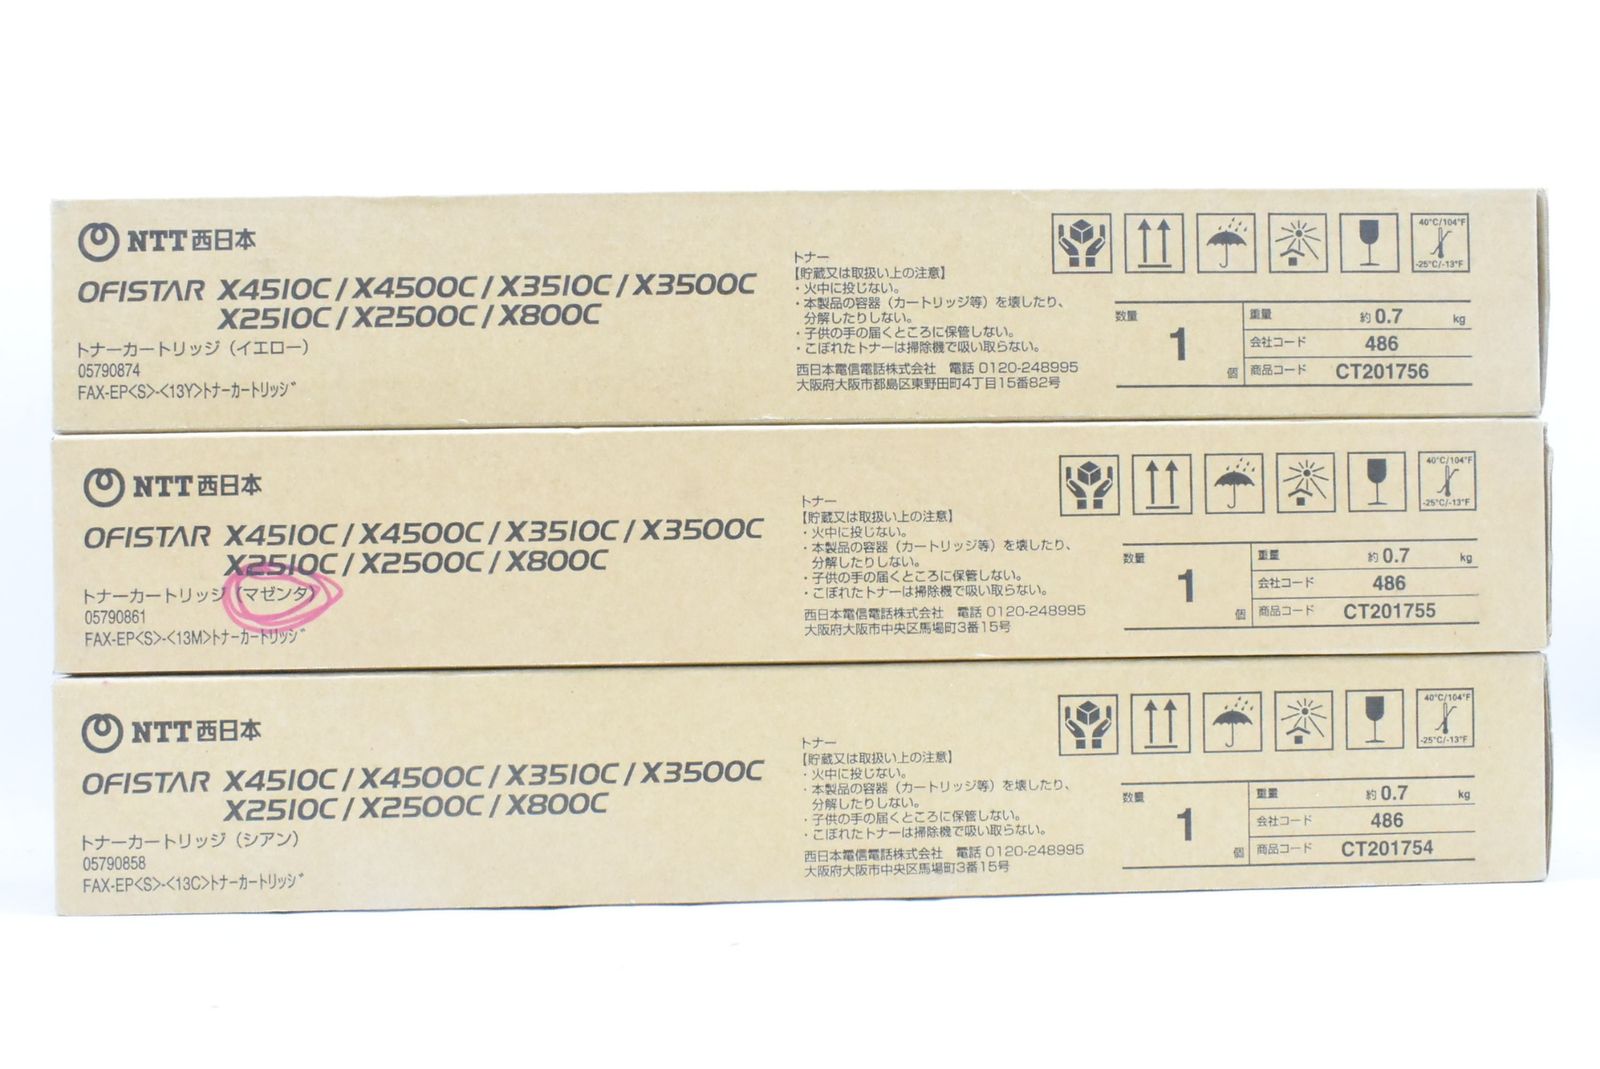 NTT西日本
OFISTAR X4510C/X4500C/X3510C/X3500C
X2510C/X2500C/X800C
トナーカートリッジ（イエロー）
05790874
FAX-EP<S>-<13Y>トナーカートリッジ
トナー
【貯蔵又は取扱い上の注意】
・火中に投じない。
・本製品の容器（カートリッジ等）を壊したり、
分解したりしない。
・子供の手の届くところに保管しない。
・こぼれたトナーは掃除機で吸い取らない。
西日本電信電話株式会社 電話 0120-248995
大阪府大阪市都島区東野田町4丁目15番82号
40°C/104°F
-25°C/-13°F
数量 1 個
重量 約0.7 kg
会社コード 486
商品コード CT201756
NTT西日本
OFISTAR X4510C/X4500C/X3510C/X3500C
X2510C/X2500C/X800C
トナーカートリッジ（マゼンタ）
05790861
FAX-EP<S>-<13M>トナーカートリッジ
トナー
【貯蔵又は取扱い上の注意】
・火中に投じない。
・本製品の容器（カートリッジ等）を壊したり、
分解したりしない。
・子供の手の届くところに保管しない。
・こぼれたトナーは掃除機で吸い取らない。
西日本電信電話株式会社 電話 0120-248995
大阪府大阪市中央区馬場町3番15号
40°C/104°F
-25°C/-13°F
数量 1 個
重量 約0.7 kg
会社コード 486
商品コード CT201755
NTT西日本
OFISTAR X4510C/X4500C/X3510C/X3500C
X2510C/X2500C/X800C
トナーカートリッジ（シアン）
05790858
FAX-EP<S>-<13C>トナーカートリッジ
トナー
【貯蔵又は取扱い上の注意】
・火中に投じない。
・本製品の容器（カートリッジ等）を壊したり、
分解したりしない。
・子供の手の届くところに保管しない。
・こぼれたトナーは掃除機で吸い取らない。
西日本電信電話株式会社 電話 0120-248995
大阪府大阪市中央区馬場町3番15号
40°C/104°F
-25°C/-13°F
数量 1 個
重量 約0.7 kg
会社コード 486
商品コード CT201754